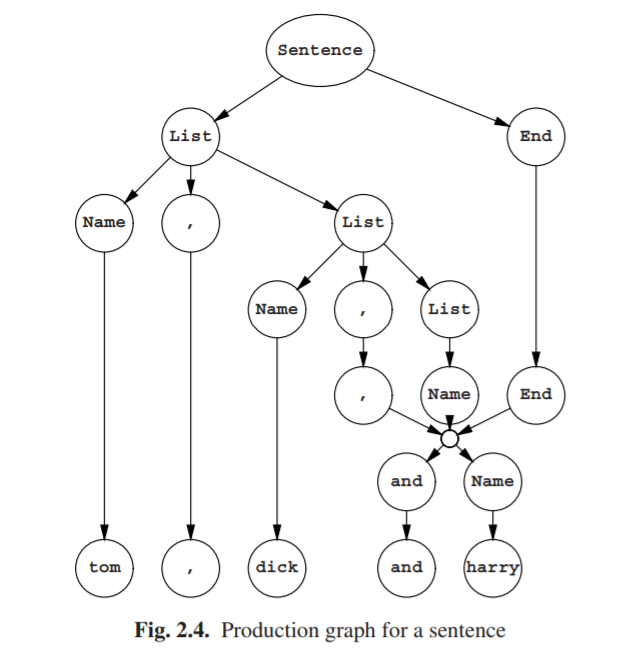 Sentence
List End
Name , List
Name , List
, Name End
and Name
tom , dick and harry
Fig. 2.4. Production graph for a sentence